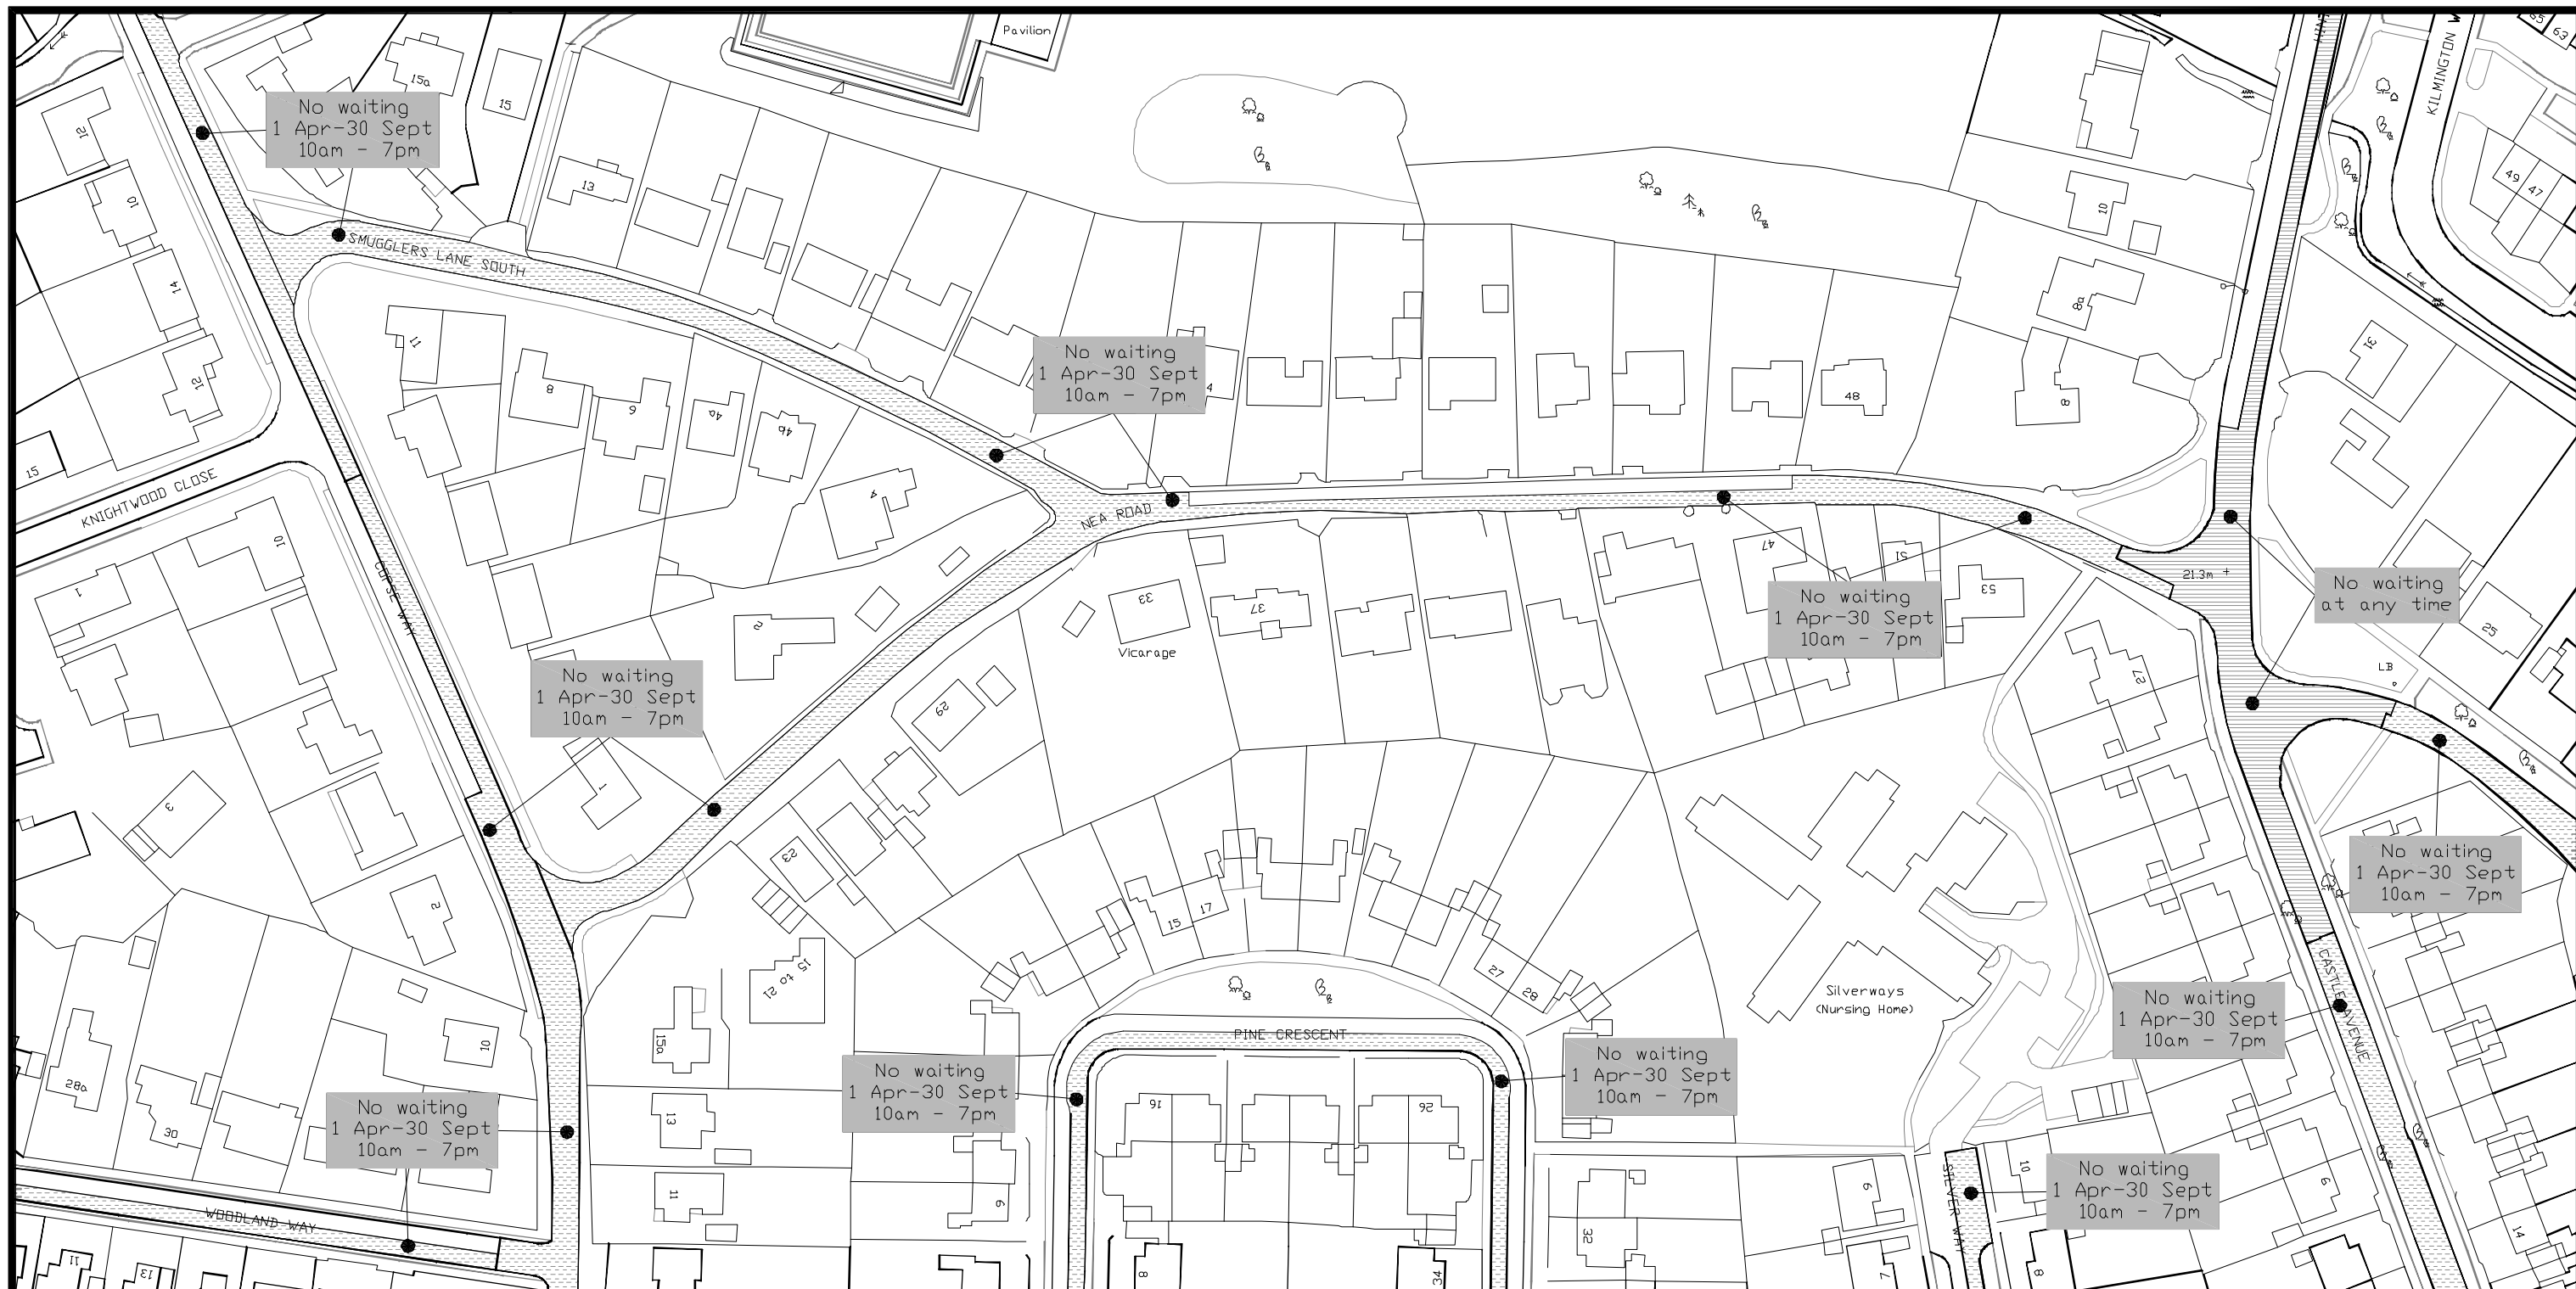 Pavilion
KILMINGTON W
65
63
15a
15
No waiting
1 Apr-30 Sept
10am - 7pm
12
10
14
12
15
13
SMUGGLERS LANE SOUTH
49
47
10
8a
8
31
11
8
6
4a
4b
4
No waiting
1 Apr-30 Sept
10am - 7pm
4
48
KNIGHTWOOD CLOSE
NEA ROAD
COPSE WAY
10
1
2
33
Vicarage
37
47
51
53
21.3m +
No waiting
at any time
No waiting
1 Apr-30 Sept
10am - 7pm
25
LB
27
No waiting
1 Apr-30 Sept
10am - 7pm
1
29
3
23
2
15
17
15 to 21
27
28
No waiting
1 Apr-30 Sept
10am - 7pm
Silverways
(Nursing Home)
CASTLE AVENUE
No waiting
1 Apr-30 Sept
10am - 7pm
PINE CRESCENT
10
15a
28a
30
No waiting
1 Apr-30 Sept
10am - 7pm
No waiting
1 Apr-30 Sept
10am - 7pm
No waiting
1 Apr-30 Sept
10am - 7pm
16
26
13
11
9
32
9
SILVER WAY
10
No waiting
1 Apr-30 Sept
10am - 7pm
6
14
WOODLAND WAY
11
13
8
34
7
8